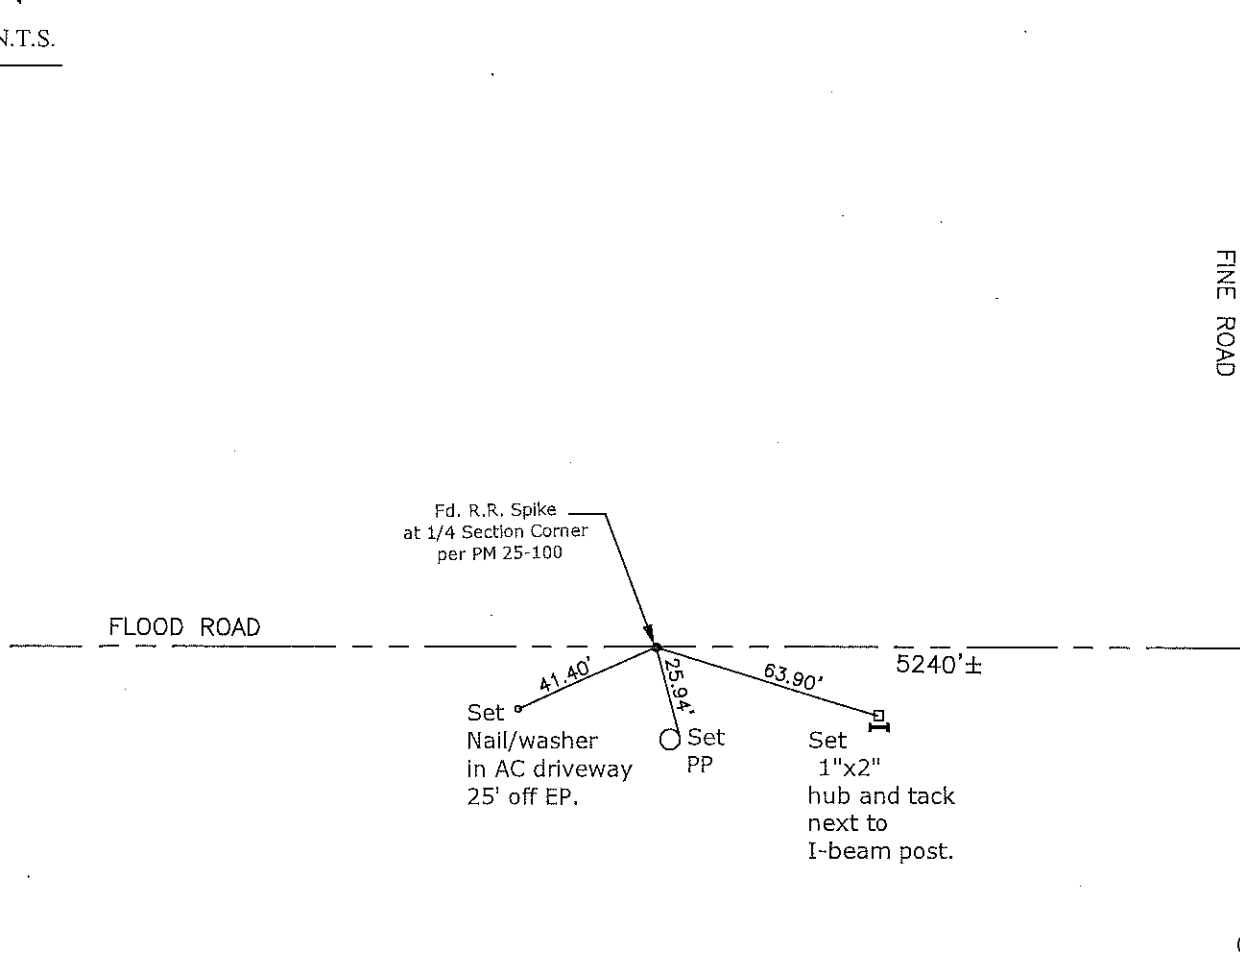 N.T.S.
FINE ROAD
Fd. R.R. Spike
at 1/4 Section Corner
per PM 25-100
FLOOD ROAD
5240'±
41.40'
25.94'
63.90'
Set
Nail/washer
in AC driveway
25' off EP.
Set
PP
Set
1"x2"
hub and tack
next to
I-beam post.